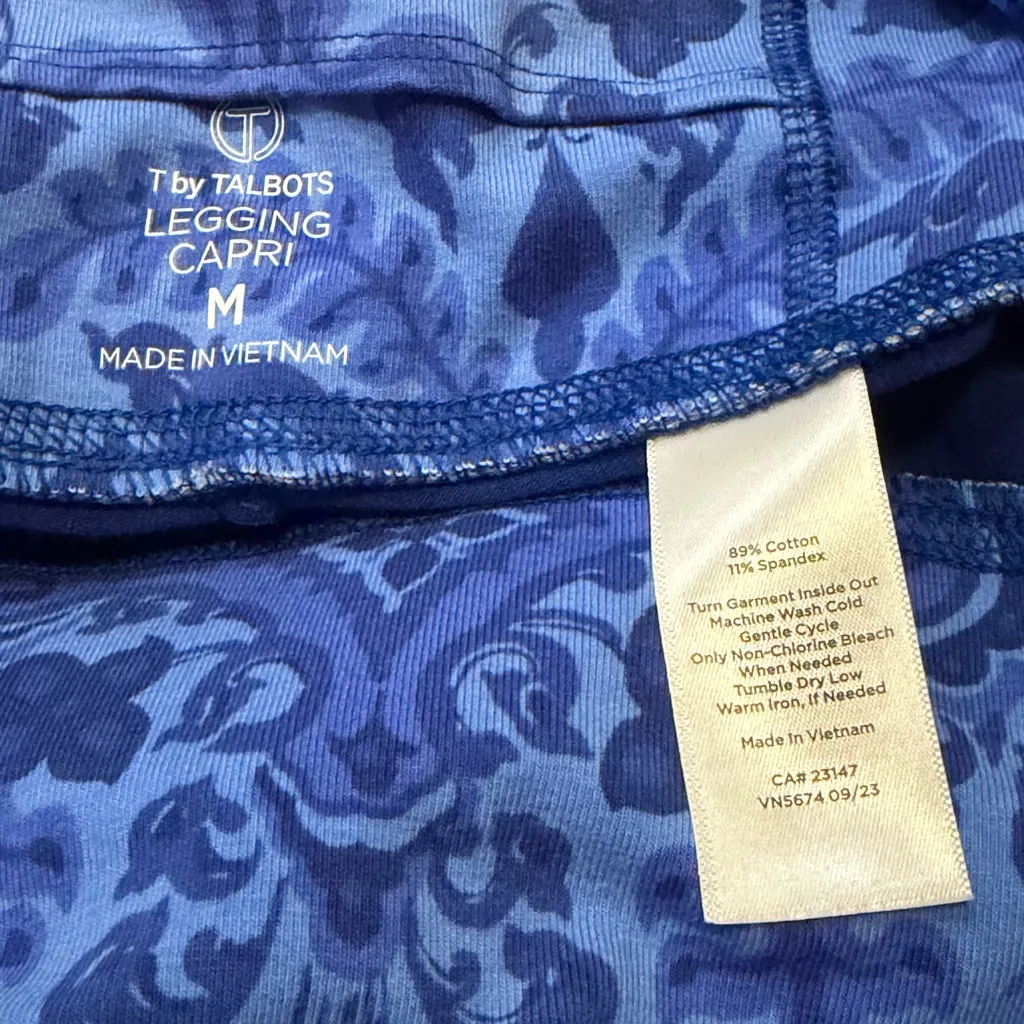 T
T by TALBOTS
LEGGING
CAPRI
M
MADE IN VIETNAM
89% Cotton
11% Spandex
Turn Garment Inside Out
Machine Wash Cold
Gentle Cycle
Only Non-Chlorine Bleach
When Needed
Tumble Dry Low
Warm Iron, If Needed
Made In Vietnam
CA# 23147
VN5674 09/23